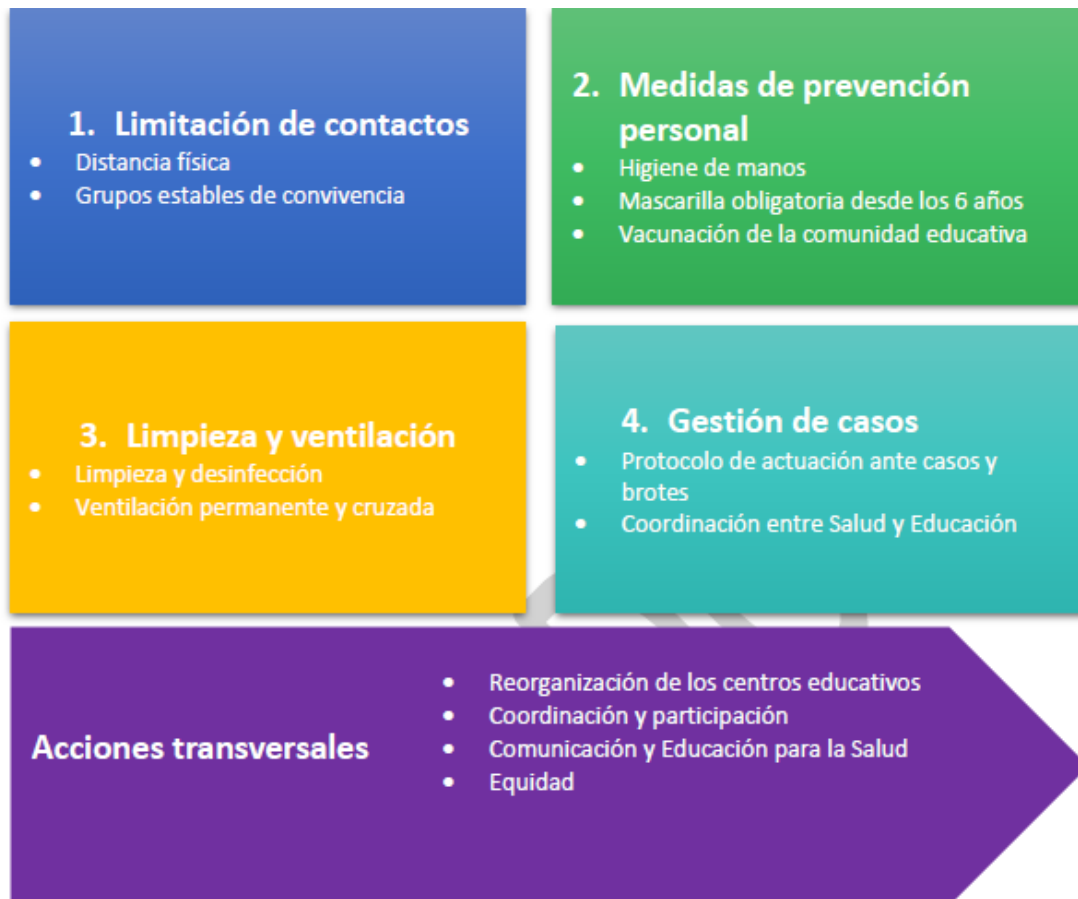 1. Limitación de contactos
• Distancia física
• Grupos estables de convivencia
2. Medidas de prevención
personal
• Higiene de manos
• Mascarilla obligatoria desde los 6 años
• Vacunación de la comunidad educativa
3. Limpieza y ventilación
• Limpieza y desinfección
• Ventilación permanente y cruzada
4. Gestión de casos
• Protocolo de actuación ante casos y
brotes
• Coordinación entre Salud y Educación
Acciones transversales
• Reorganización de los centros educativos
• Coordinación y participación
• Comunicación y Educación para la Salud
• Equidad